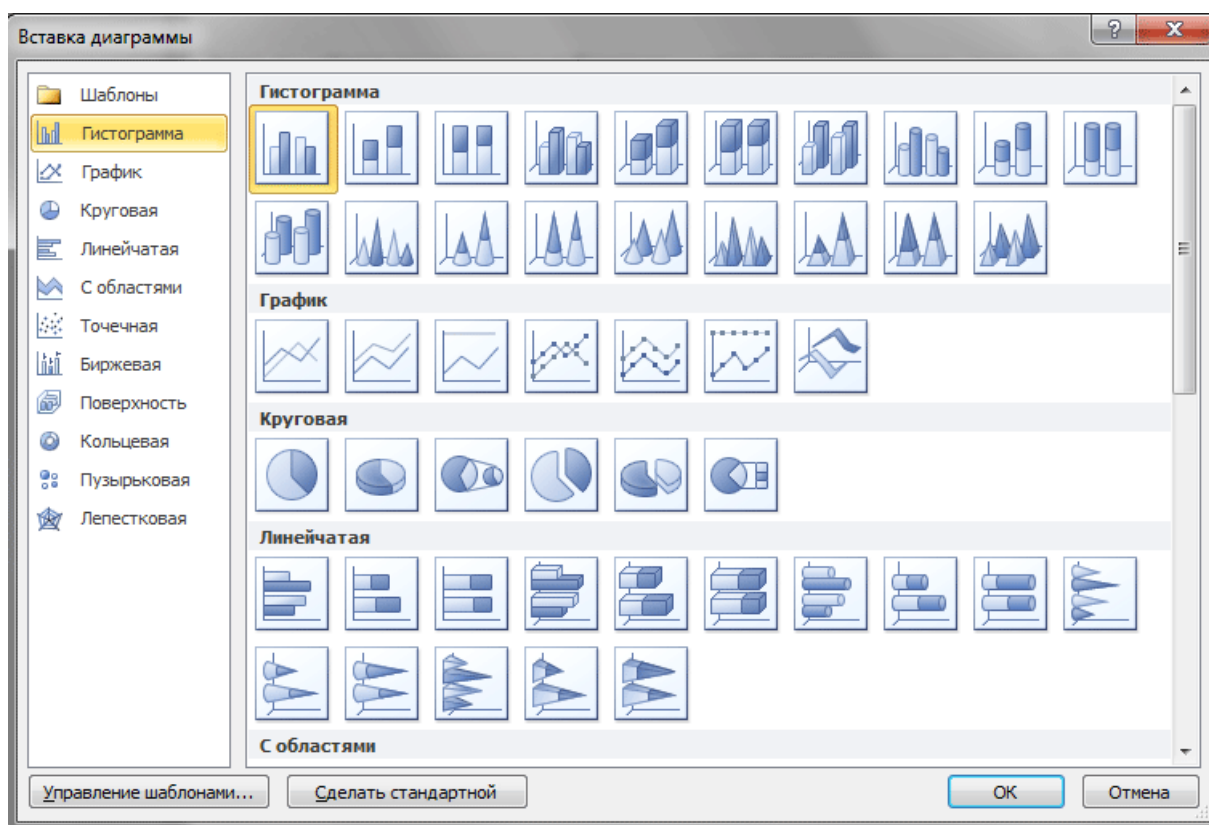 Вставка диаграммы
Шаблоны
Гистограмма
График
Круговая
Линейчатая
С областями
Точечная
Биржевая
Поверхность
Кольцевая
Пузырьковая
Лепестковая
Гистограмма
График
Круговая
Линейчатая
С областями
Управление шаблонами...
Сделать стандартной
ОК
Отмена